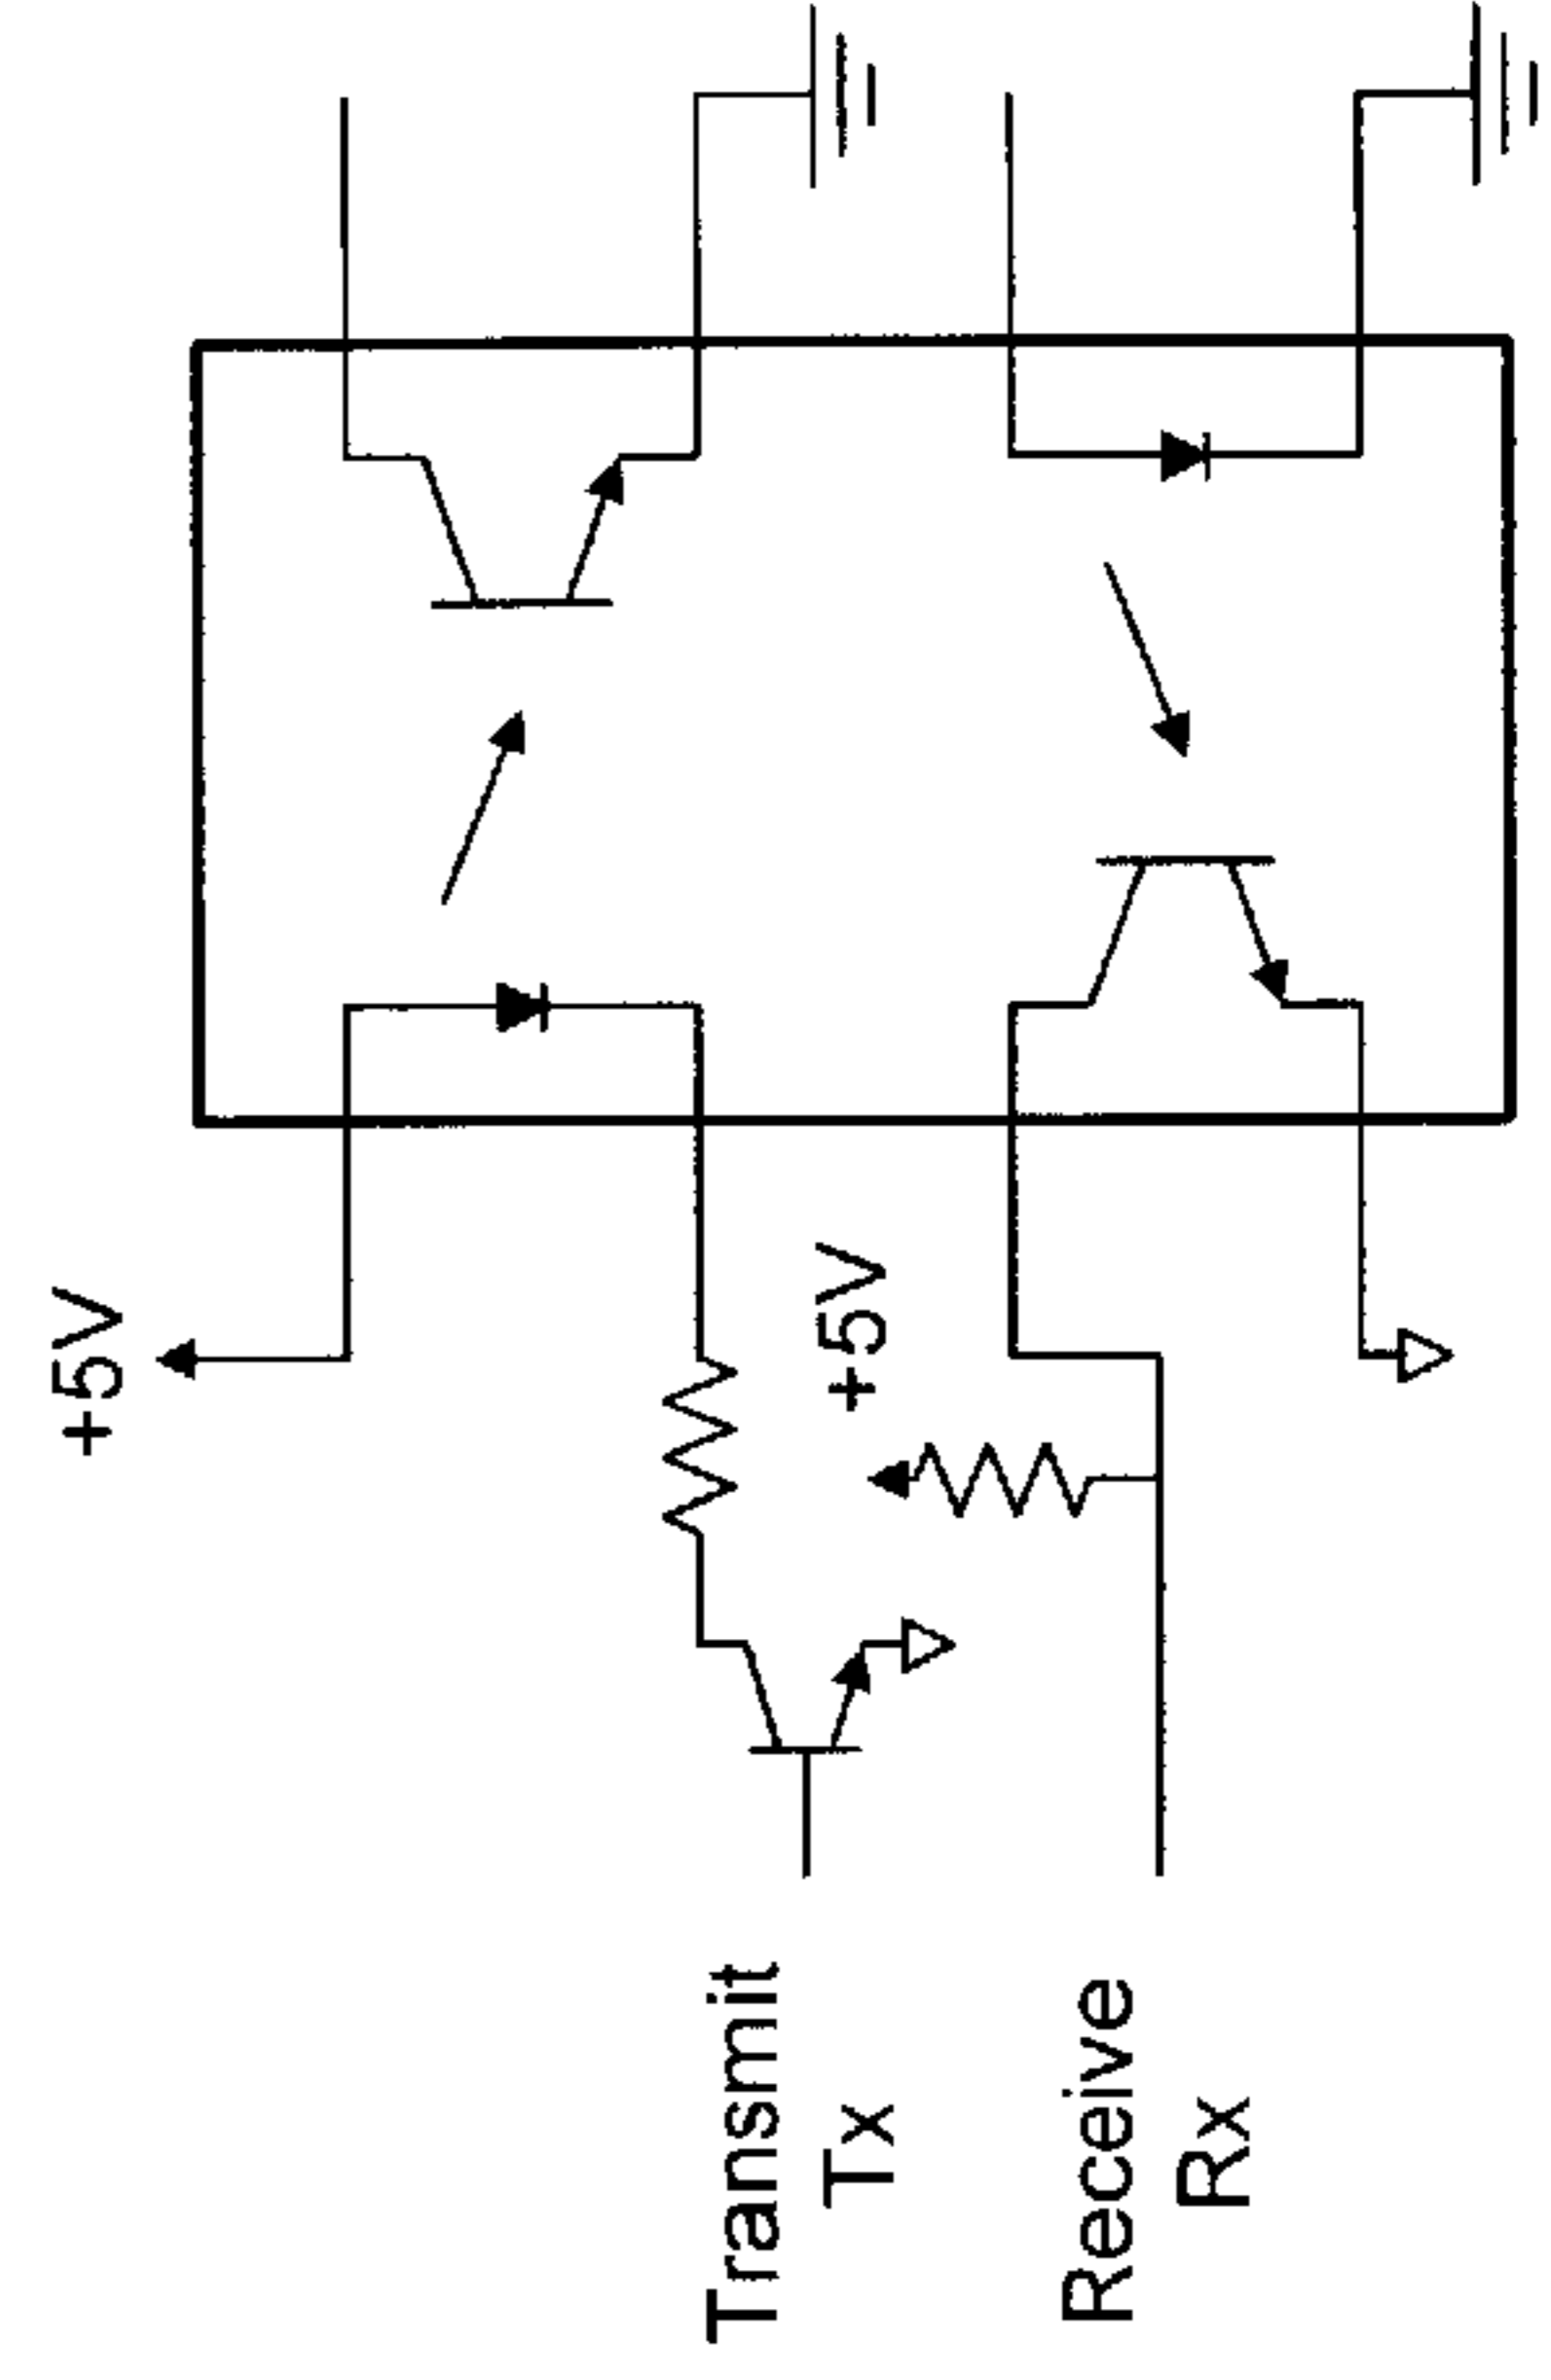 +5V
+5V
Transmit
Tx
Receive
Rx